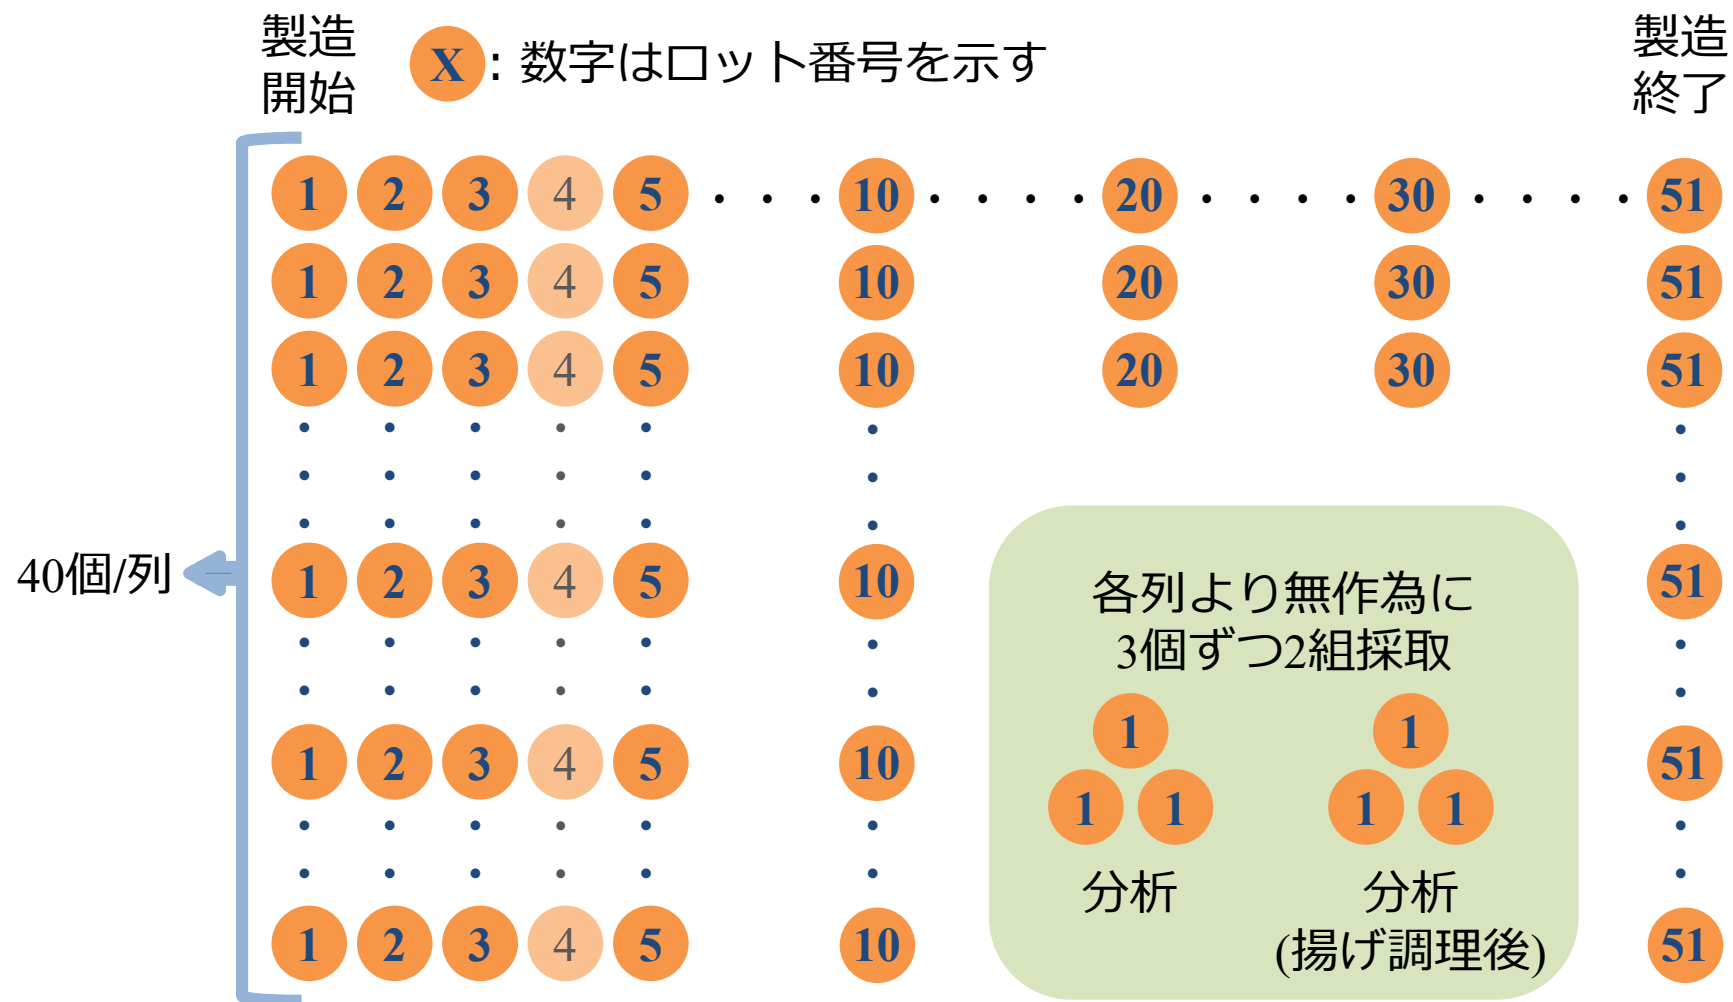 製造
開始
X : 数字はロット番号を示す
製造
終了
1 2 3 4 5 ・・・ 10 ・・・・ 20 ・・・・ 30 ・・・・ 51
1 2 3 4 5 10 20 30 51
1 2 3 4 5 10 20 30 51
40個/列
1 2 3 4 5 10 51
1 2 3 4 5 10 51
1 2 3 4 5 10 51
各列より無作為に
3個ずつ2組採取
1 1
1 1 1 1
分析 分析
(揚げ調理後)